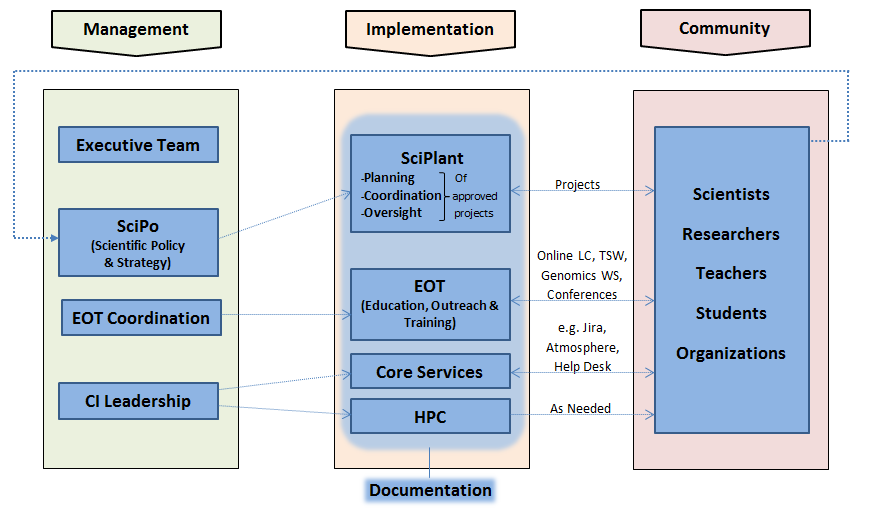 Management
Implementation
Community
Executive Team
SciPo
(Scientific Policy
& Strategy)
EOT Coordination
CI Leadership
SciPlant
-Planning
-Coordination
-Oversight
Of
approved
projects
EOT
(Education, Outreach &
Training)
Core Services
HPC
Documentation
Projects
Online LC, TSW,
Genomics WS,
Conferences
e.g. Jira,
Atmosphere,
Help Desk
As Needed
Scientists
Researchers
Teachers
Students
Organizations